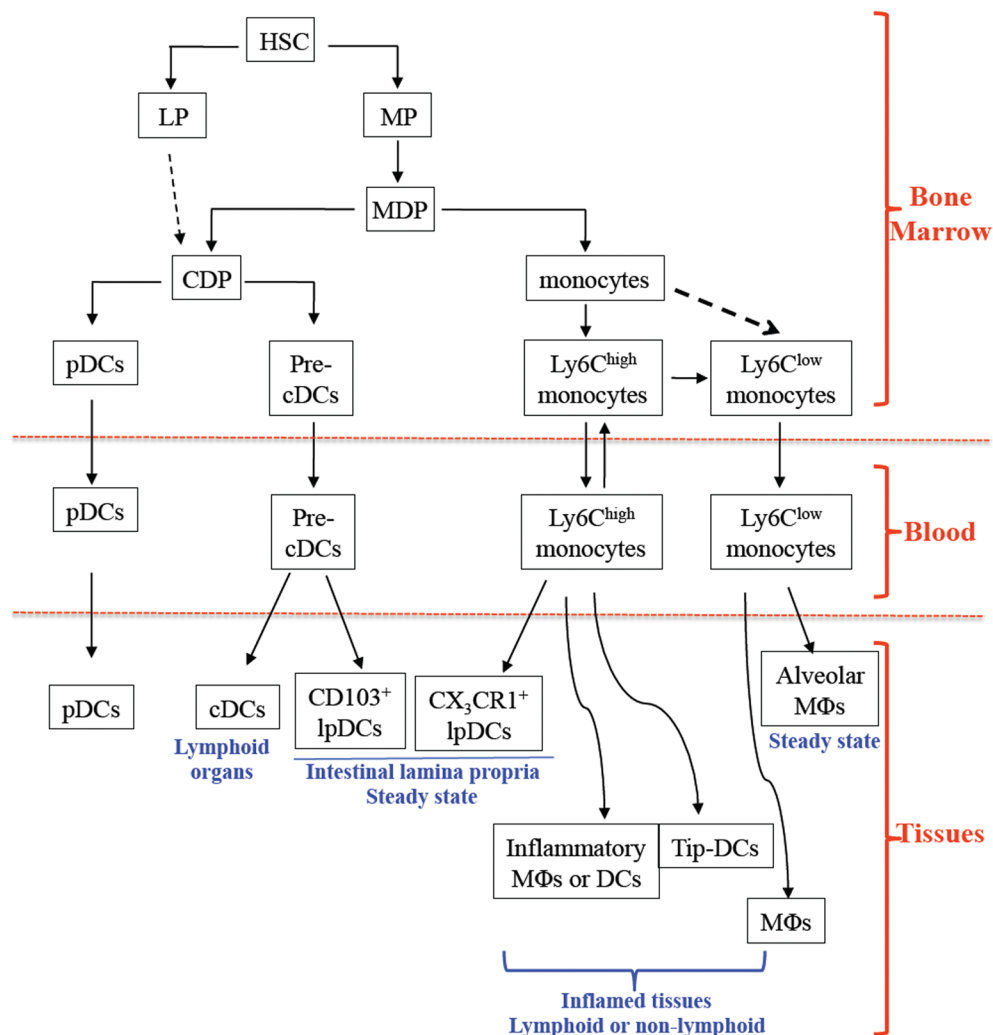 HSC
LP
MP
MDP
Bone
Marrow
CDP
monocytes
pDCs
Pre-
cDCs
Ly6Chigh
monocytes
Ly6Clow
monocytes
pDCs
Pre-
cDCs
Ly6Chigh
monocytes
Ly6Clow
monocytes
Blood
pDCs
cDCs
Lymphoid
organs
CD103+
lpDCs
CX3CR1+
lpDCs
Intestinal lamina propria
Steady state
Alveolar
MΦs
Steady state
Tissues
Inflammatory
MΦs or DCs
Tip-DCs
MΦs
Inflamed tissues
Lymphoid or non-lymphoid